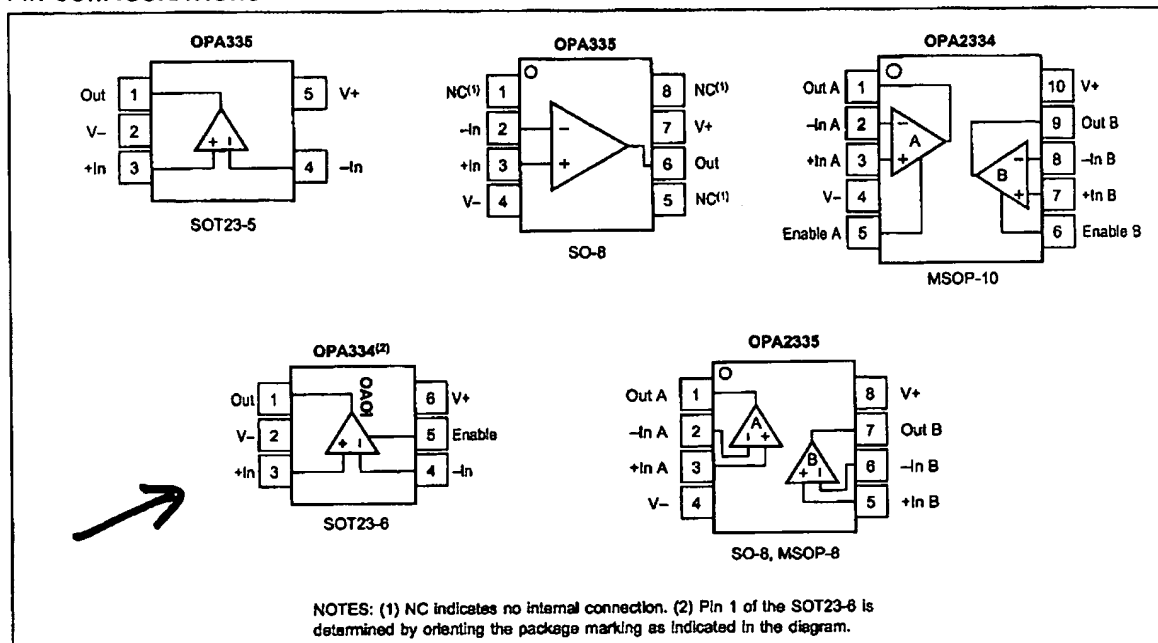 OPA335
Out 1
V– 2
+In 3
5 V+
4 –In
SOT23-5
OPA335
NC(1) 1
–In 2
+In 3
V– 4
8 NC(1)
7 V+
6 Out
5 NC(1)
SO-8
OPA2334
Out A 1
–In A 2
+In A 3
V– 4
Enable A 5
A
B
10 V+
9 Out B
8 –In B
7 +In B
6 Enable B
MSOP-10
OPA334(2)
Out 1
V– 2
+In 3
OAOI
6 V+
5 Enable
4 –In
SOT23-6
OPA2335
Out A 1
–In A 2
+In A 3
V– 4
A
B
8 V+
7 Out B
6 –In B
5 +In B
SO-8, MSOP-8
NOTES: (1) NC indicates no internal connection. (2) Pin 1 of the SOT23-6 is
determined by orienting the package marking as indicated in the diagram.